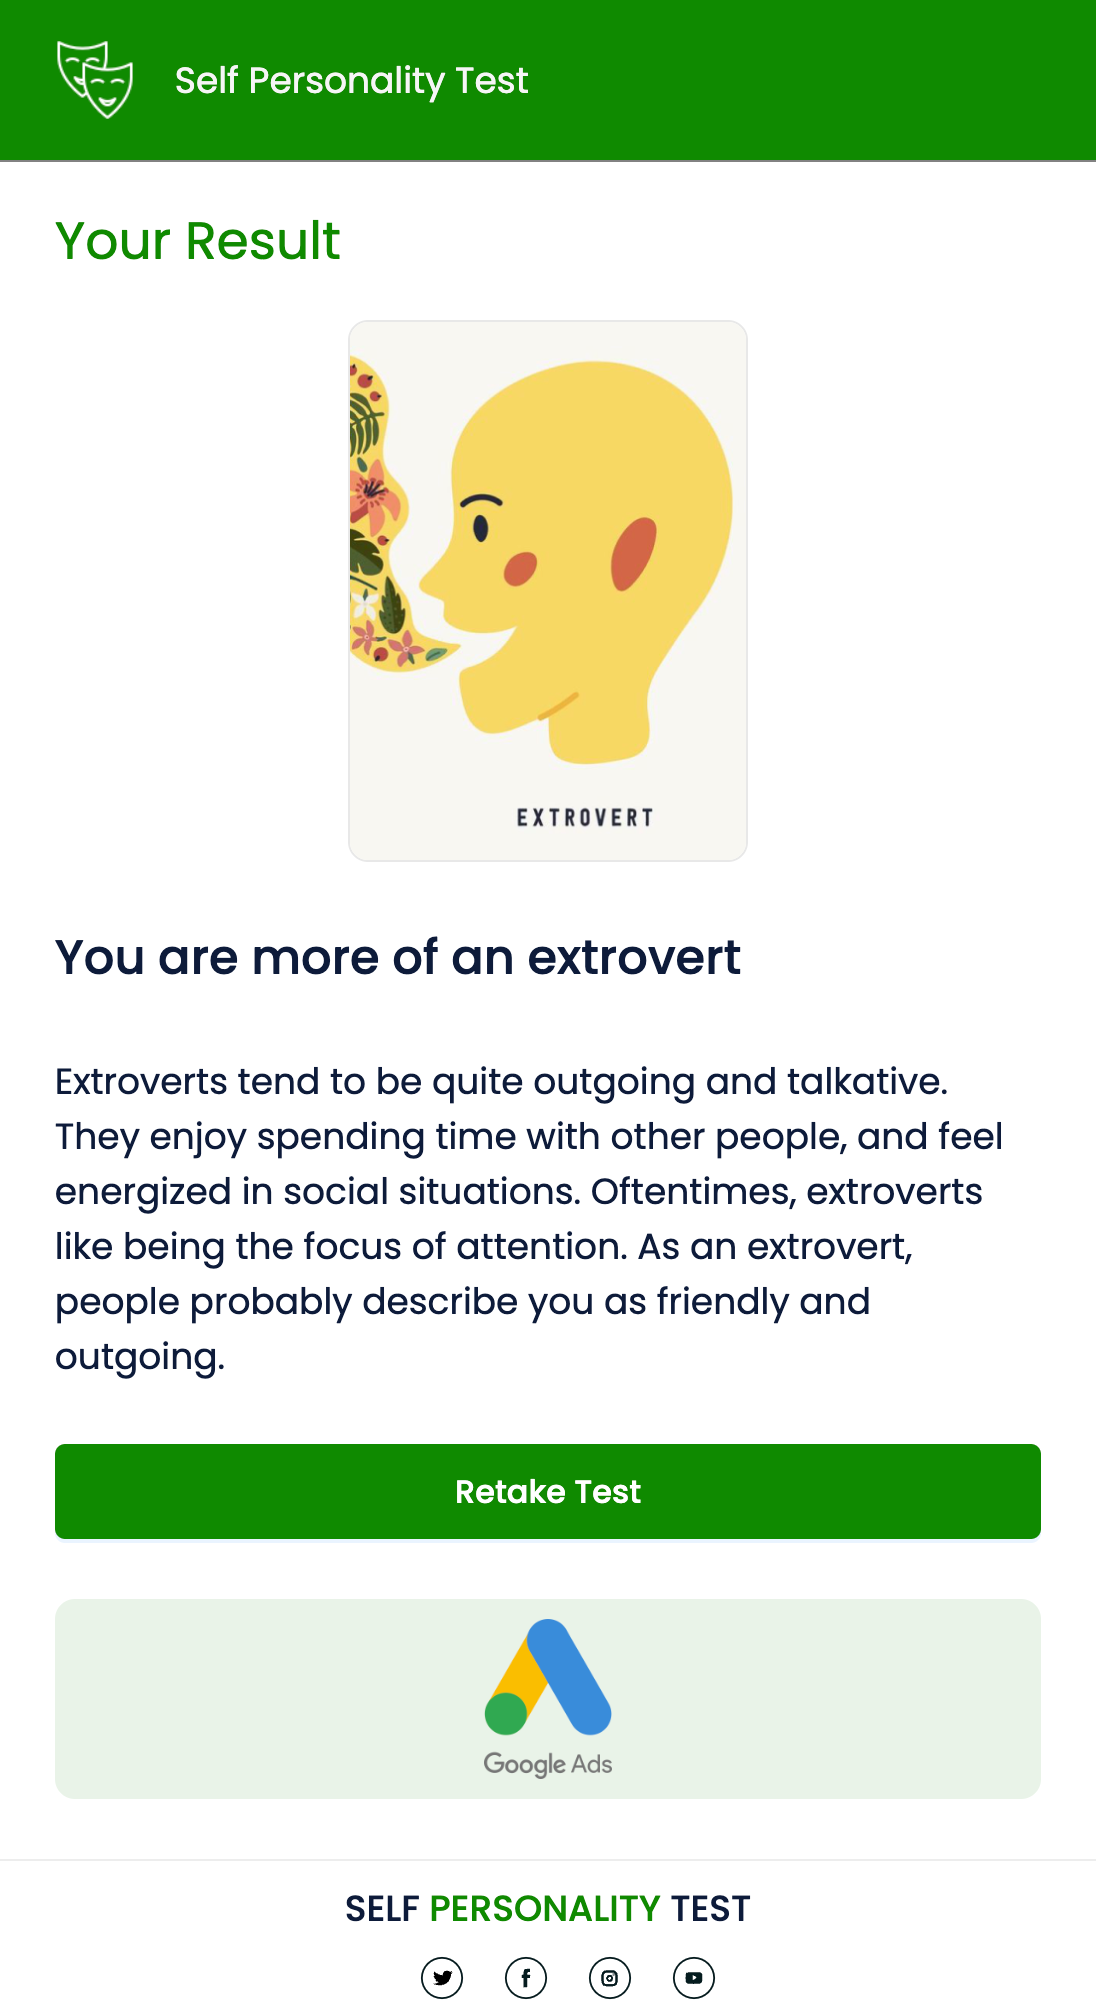 Self Personality Test
Your Result
EXTROVERT
You are more of an extrovert
Extroverts tend to be quite outgoing and talkative.
They enjoy spending time with other people, and feel
energized in social situations. Oftentimes, extroverts
like being the focus of attention. As an extrovert,
people probably describe you as friendly and
outgoing.
Retake Test
Google Ads
SELF PERSONALITY TEST